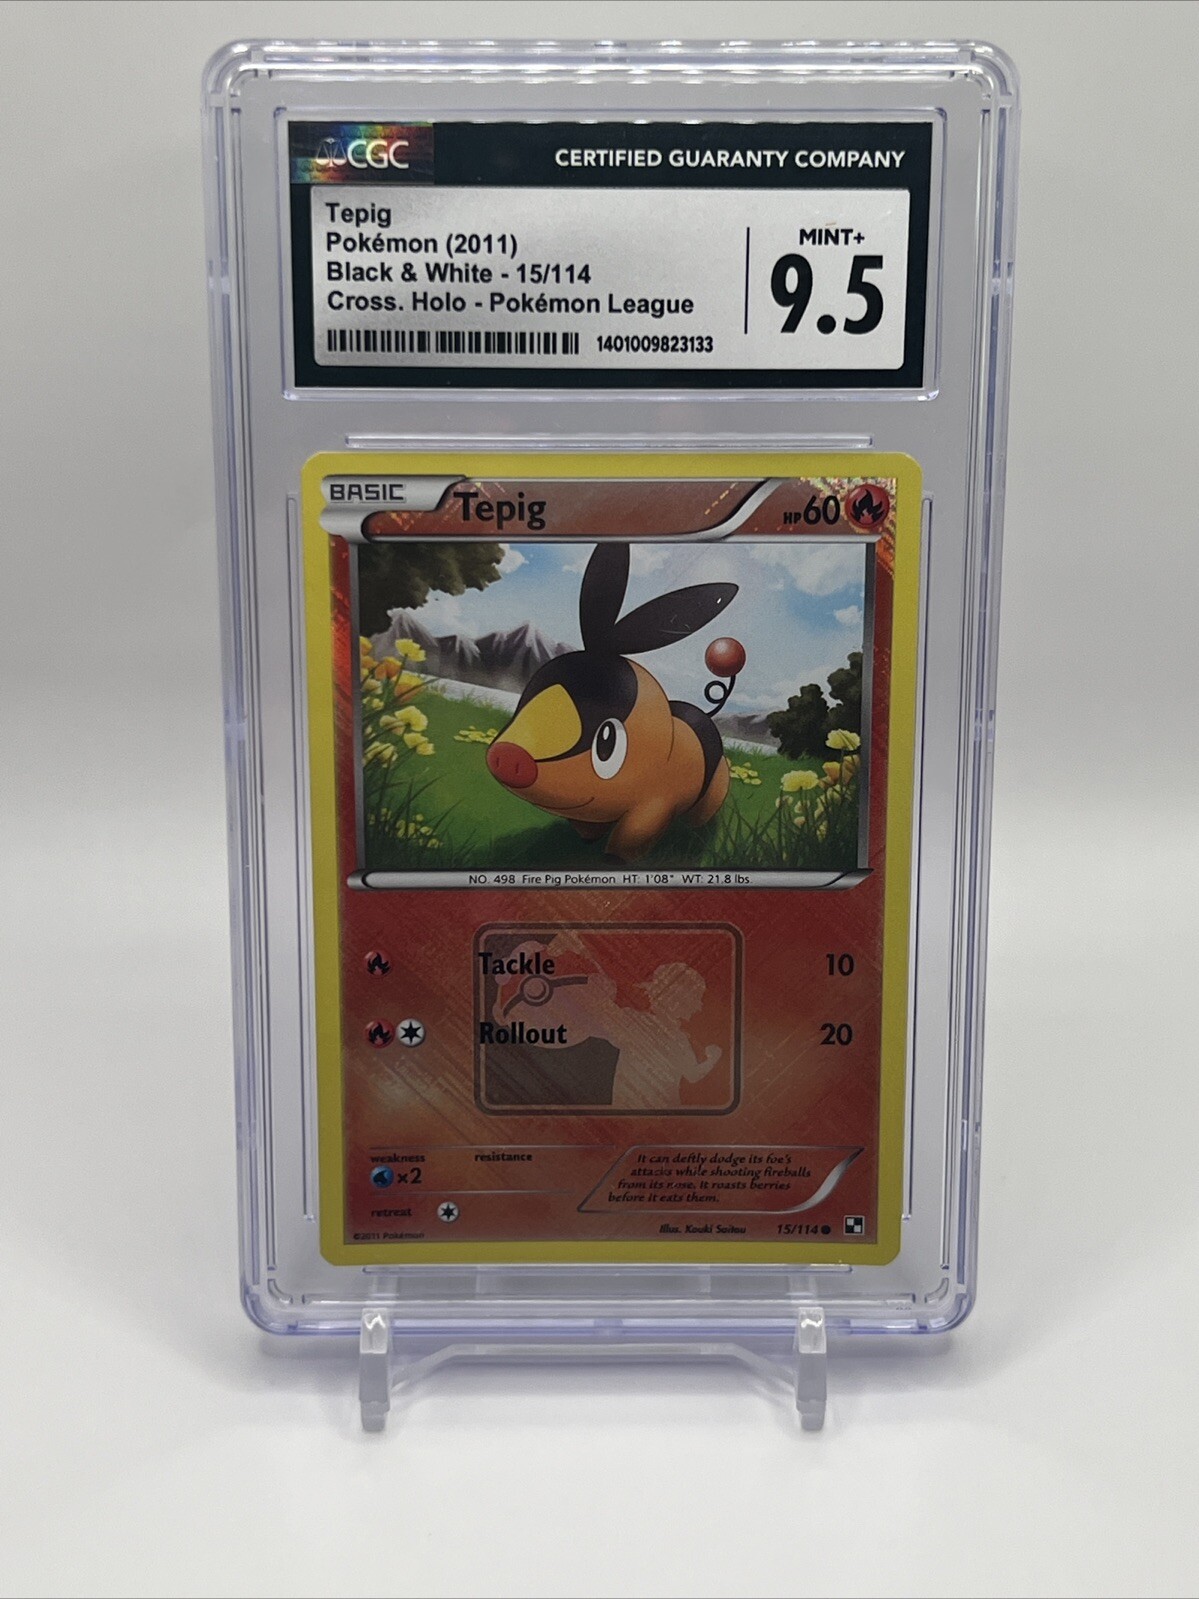 CGC
CERTIFIED GUARANTY COMPANY
Tepig
Pokémon (2011)
Black & White - 15/114
Cross. Holo - Pokémon League
1401009823133
MINT+
9.5
BASIC
Tepig
HP60
NO. 498 Fire Pig Pokémon HT: 1'08" WT: 21.8 lbs.
Tackle 10
Rollout 20
weakness resistance
×2
retreat
It can deftly dodge its foe's
attacks while shooting fireballs
from its nose. It roasts berries
before it eats them.
©2011 Pokémon
Illus. Kouki Saitou 15/114